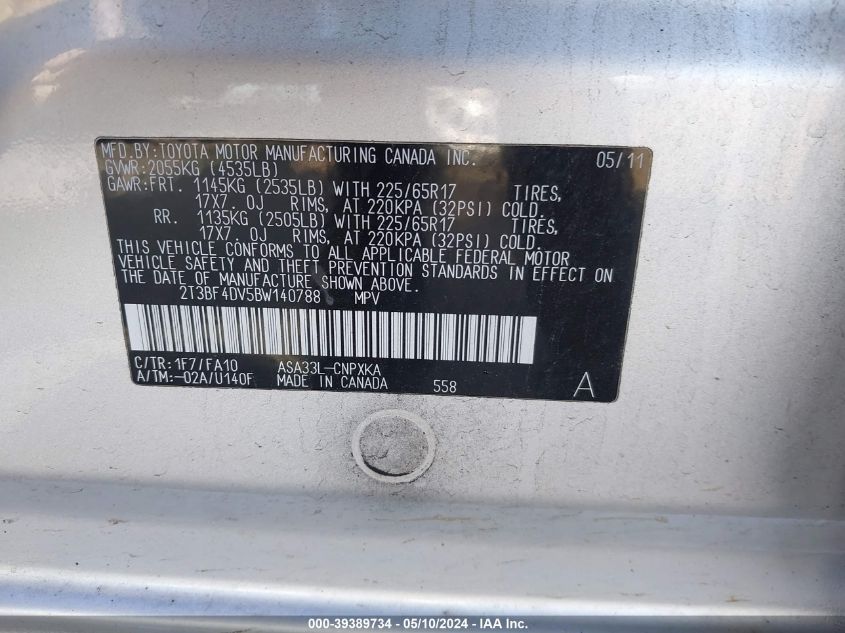 MFD.BY:TOYOTA MOTOR MANUFACTURING CANADA INC. 05/11
GVWR:2055KG (4535LB)
GAWR:FRT. 1145KG (2535LB) WITH 225/65R17 TIRES,
17X7. 0J RIMS, AT 220KPA (32PSI) COLD.
RR. 1135KG (2505LB) WITH 225/65R17 TIRES,
17X7. 0J RIMS, AT 220KPA (32PSI) COLD.
THIS VEHICLE CONFORMS TO ALL APPLICABLE FEDERAL MOTOR
VEHICLE SAFETY AND THEFT PREVENTION STANDARDS IN EFFECT ON
THE DATE OF MANUFACTURE SHOWN ABOVE.
2T3BF4DV5BW140788 MPV
C/TR:1F7/FA10 ASA33L-CNPXKA
A/TM:-02A/U140F MADE IN CANADA 558 A
000-39389734 - 05/10/2024 - IAA Inc.